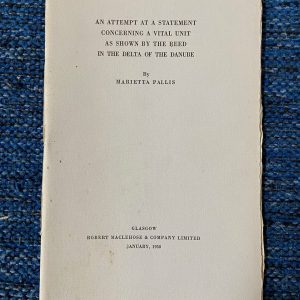 AN ATTEMPT AT A STATEMENT
CONCERNING A VITAL UNIT
AS SHOWN BY THE REED
IN THE DELTA OF THE DANUBE
By
MARIETTA PALLIS
GLASGOW
ROBERT MACLEHOSE & COMPANY LIMITED
JANUARY,